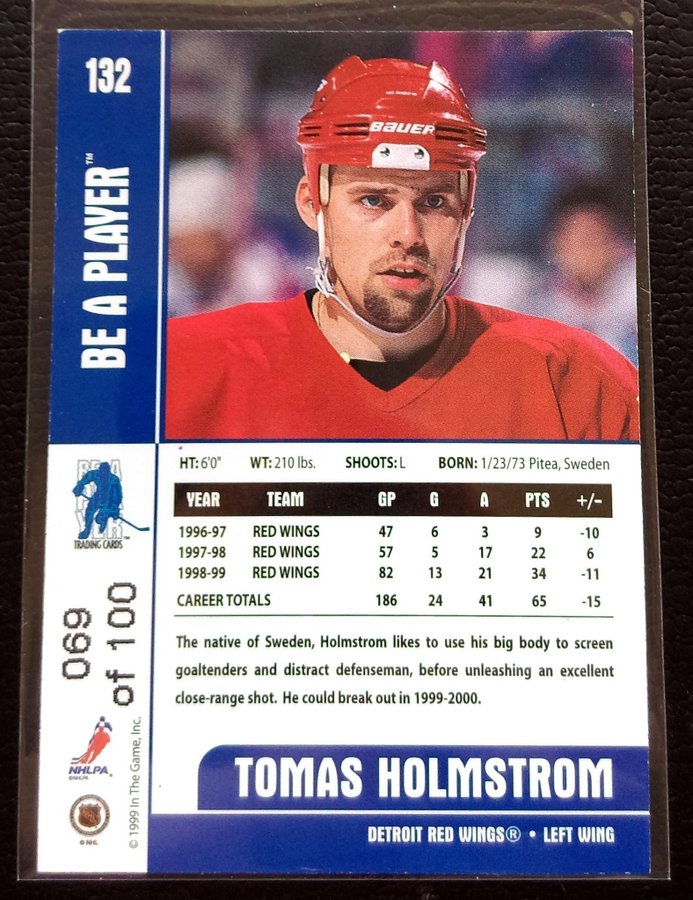 132
BE A PLAYER™
BAUER
HT: 6'0" WT: 210 lbs. SHOOTS: L BORN: 1/23/73 Pitea, Sweden
YEAR TEAM GP G A PTS +/-
1996-97 RED WINGS 47 6 3 9 -10
1997-98 RED WINGS 57 5 17 22 6
1998-99 RED WINGS 82 13 21 34 -11
CAREER TOTALS 186 24 41 65 -15
The native of Sweden, Holmstrom likes to use his big body to screen
goaltenders and distract defenseman, before unleashing an excellent
close-range shot. He could break out in 1999-2000.
BE A
PLAYER
TRADING CARDS™
069
of 100
NHLPA
© NHL
© 1999 In The Game, Inc.
TOMAS HOLMSTROM
DETROIT RED WINGS® • LEFT WING